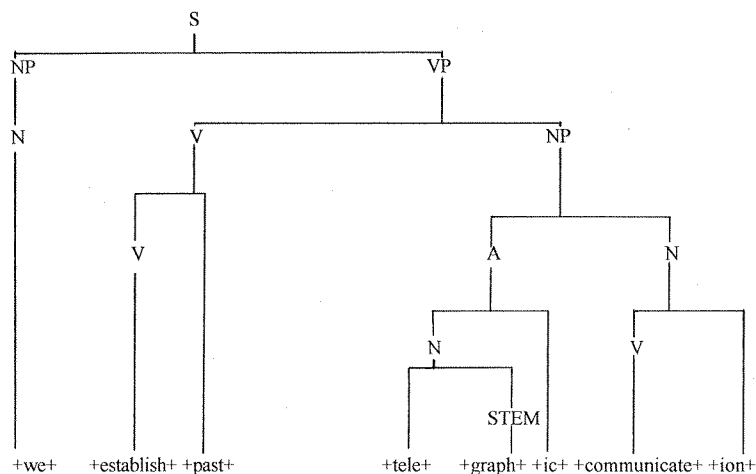 S
NP VP
N V NP
V A N
N V
STEM
+we+ +establish+ +past+ +tele+ +graph+ +ic+ +communicate+ +ion+